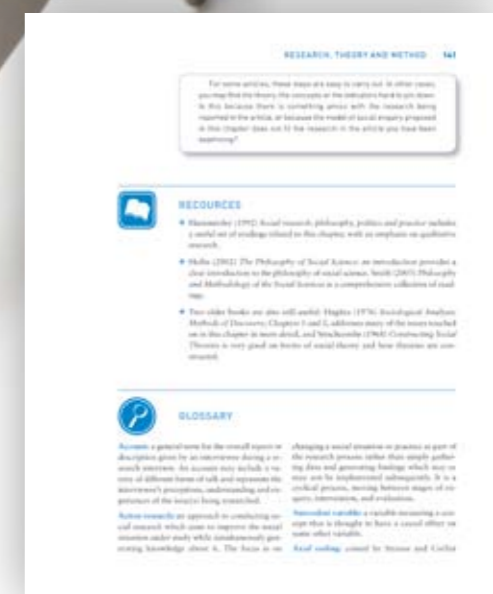 RESEARCH, THEORY AND METHOD 141
For some articles, these steps are easy to carry out. In other cases,
you may find the theory, the concepts or the indicators hard to pin down.
Is this because there is something amiss with the research being
reported in the article, or because the model of social enquiry proposed
in this chapter does not fit the research in the article you have been
examining?
RECOURCES
Hammersley (1992) Social research: philosophy, politics and practice includes
a useful set of readings related to this chapter, with an emphasis on qualitative
research.
Hollis (2002) The Philosophy of Social Science: an introduction provides a
clear introduction to the philosophy of social science. Smith (2005) Philosophy
and Methodology of the Social Sciences is a comprehensive collection of read-
ings.
Two older books are also still useful: Hughes (1976) Sociological Analysis:
Methods of Discovery, Chapters 1 and 2, addresses many of the issues touched
on in this chapter in more detail, and Stinchcombe (1968) Constructing Social
Theories is very good on forms of social theory and how theories are con-
structed.
GLOSSARY
Account: a general term for the overall report or
description given by an interviewee during a re-
search interview. An account may include a va-
riety of different forms of talk and represents the
interviewee's perceptions, understanding and ex-
periences of the issue(s) being researched.
Action research: an approach to conducting so-
cial research which aims to improve the social
situation under study while simultaneously gen-
erating knowledge about it. The focus is on
changing a social situation or practice as part of
the research process rather than simply gather-
ing data and generating findings which may or
may not be implemented subsequently. It is a
cyclical process, moving between stages of en-
quiry, intervention, and evaluation.
Antecedent variable: a variable measuring a con-
cept that is thought to have a causal effect on
some other variable.
Axial coding: coined by Strauss and Corbin